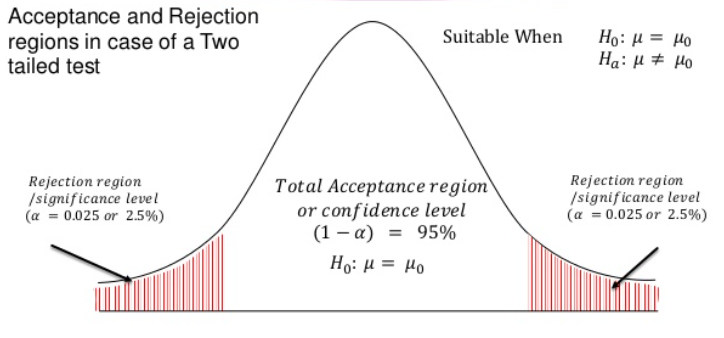 Acceptance and Rejection
regions in case of a Two
tailed test
Suitable When
H₀: μ = μ₀
Hₐ: μ ≠ μ₀
Rejection region
/significance level
(α = 0.025 or 2.5%)
Total Acceptance region
or confidence level
(1 − α) = 95%
H₀: μ = μ₀
Rejection region
/significance level
(α = 0.025 or 2.5%)